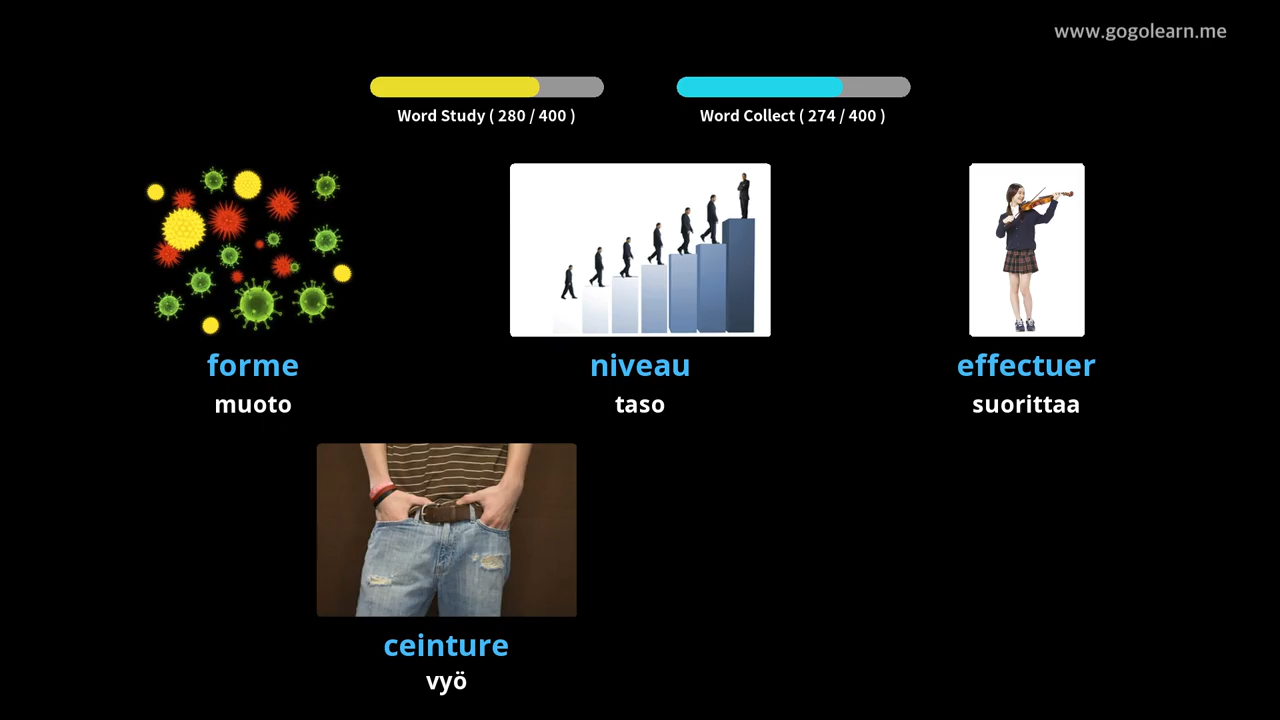 www.gogolearn.me
Word Study ( 280 / 400 )
Word Collect ( 274 / 400 )
forme
muoto
niveau
taso
effectuer
suorittaa
ceinture
vyö